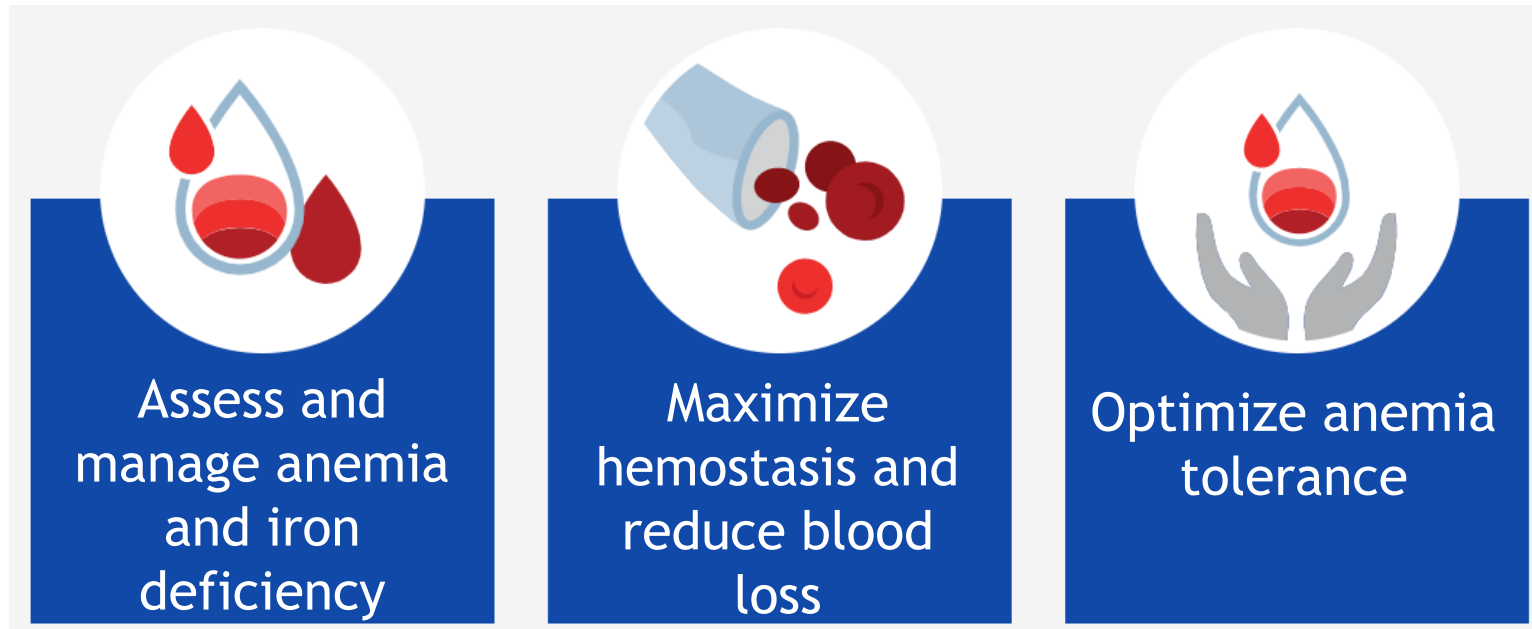 Assess and
manage anemia
and iron
deficiency
Maximize
hemostasis and
reduce blood
loss
Optimize anemia
tolerance